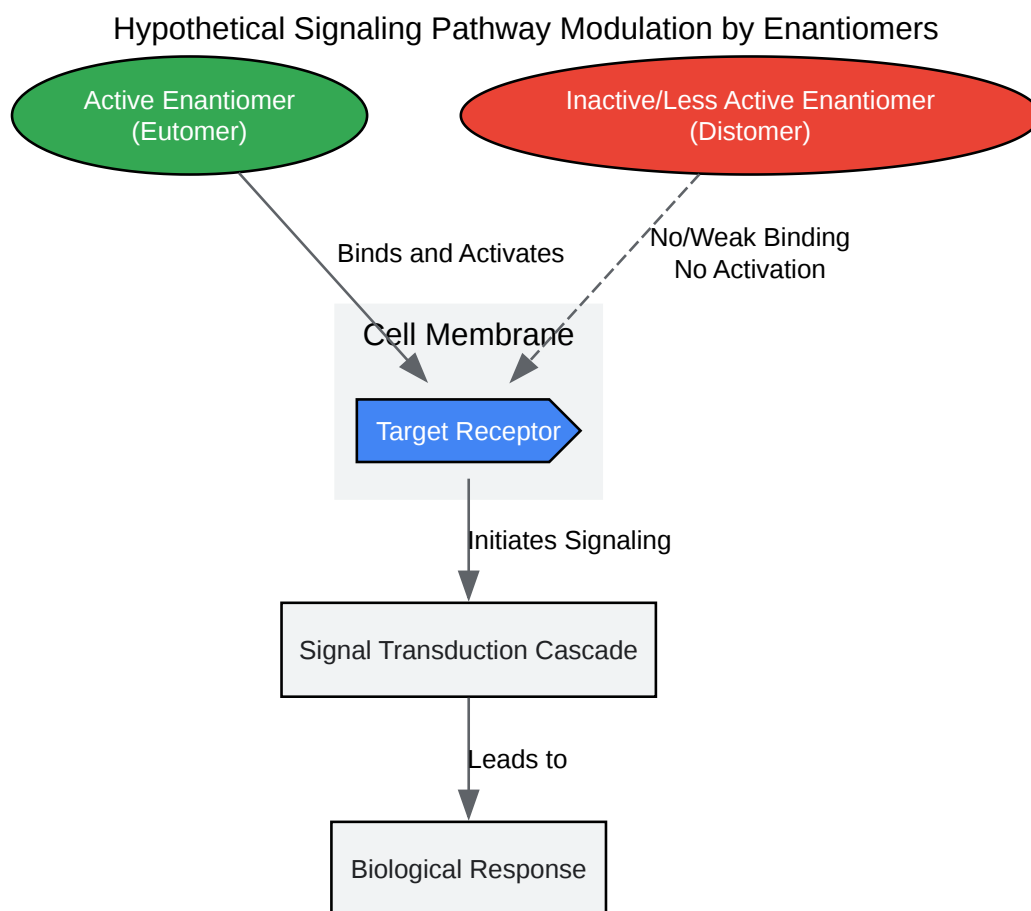 Hypothetical Signaling Pathway Modulation by Enantiomers
Active Enantiomer
(Eutomer)
Inactive/Less Active Enantiomer
(Distomer)
Binds and Activates
No/Weak Binding
No Activation
Cell Membrane
Target Receptor
Initiates Signaling
Signal Transduction Cascade
Leads to
Biological Response